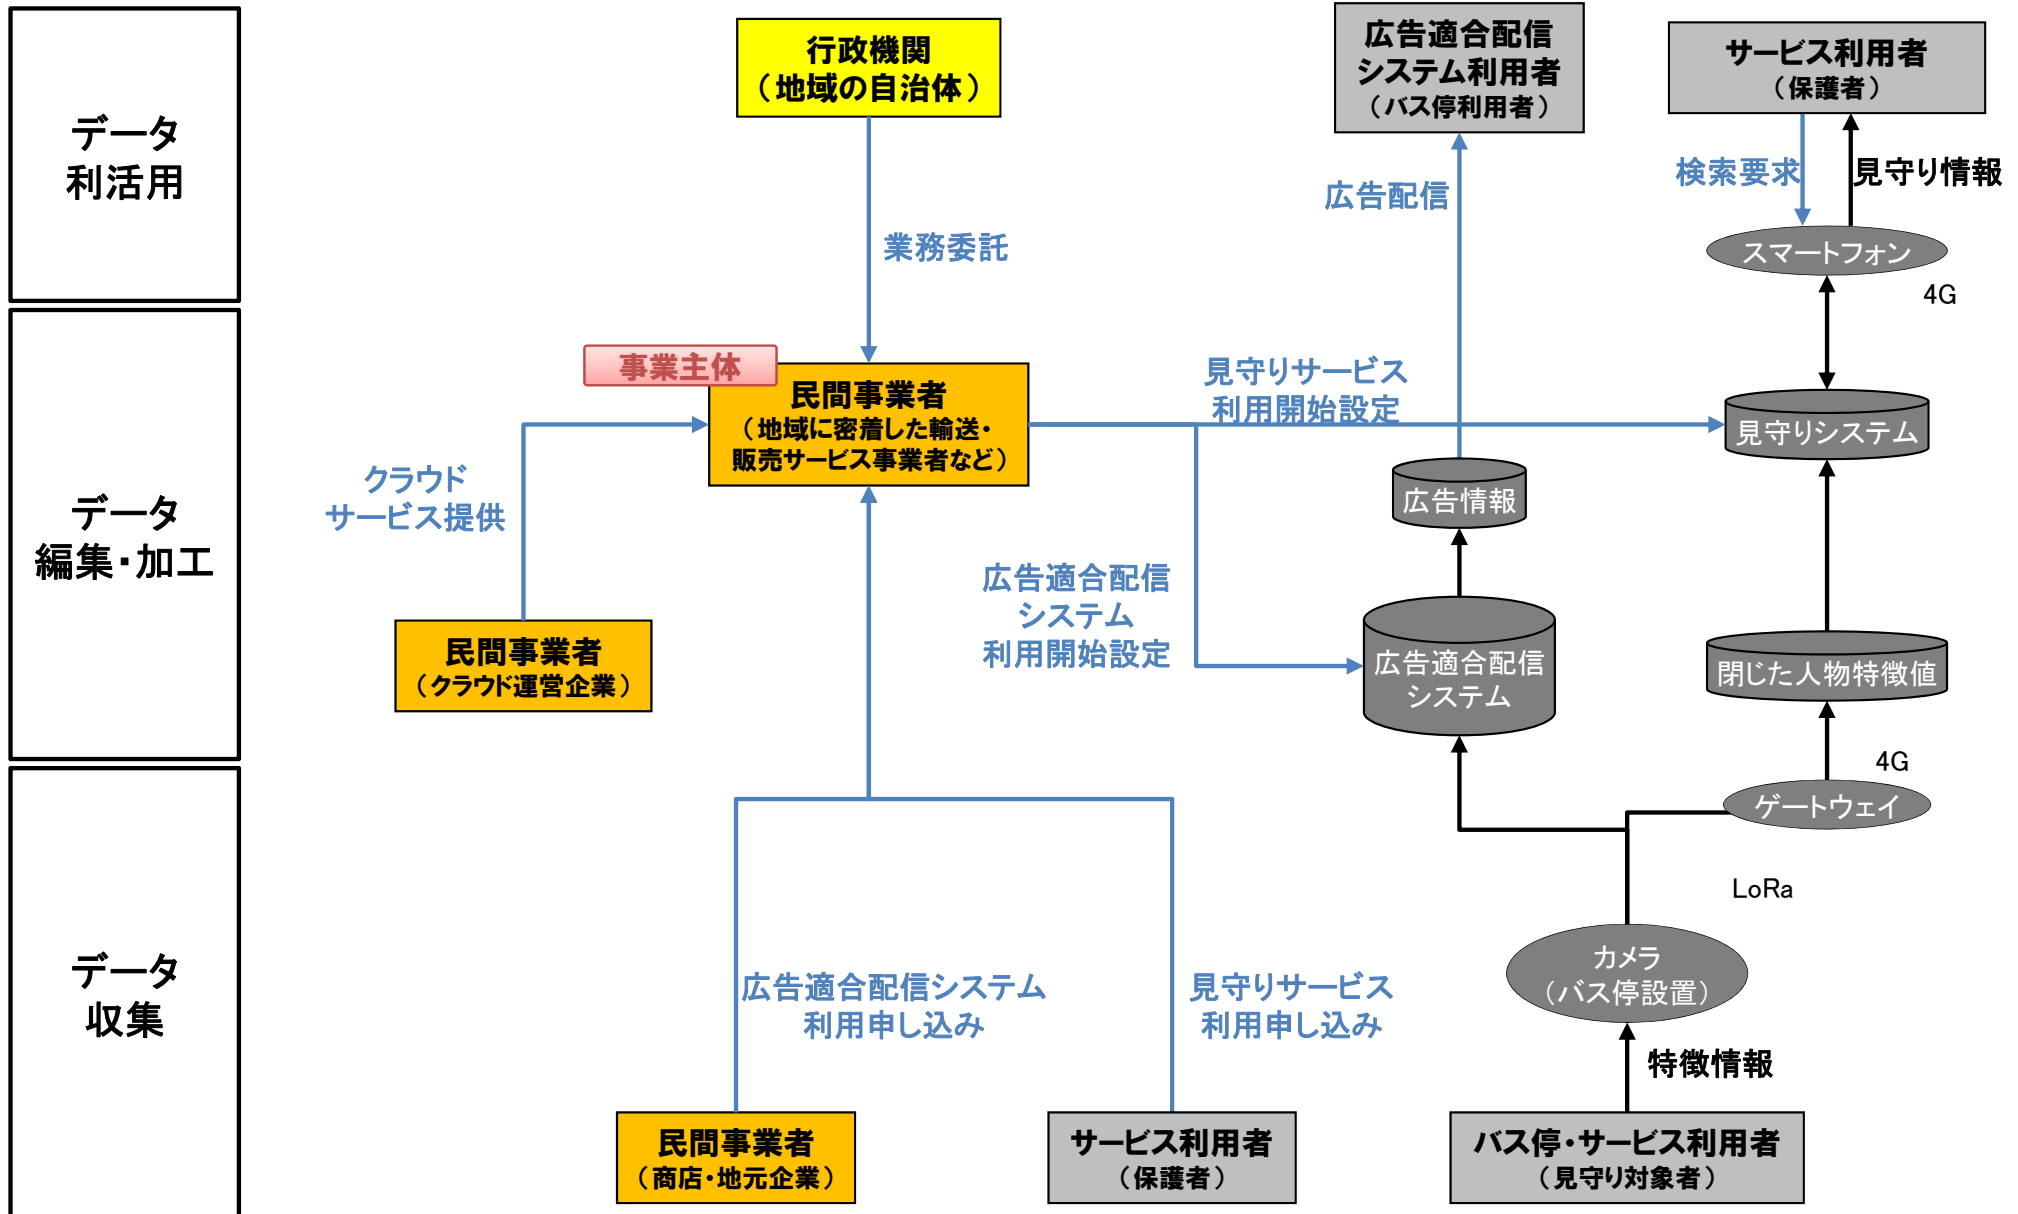 データ
利活用
行政機関
（地域の自治体）
広告適合配信
システム利用者
（バス停利用者）
サービス利用者
（保護者）
検索要求
見守り情報
広告配信
業務委託
スマートフォン
4G
データ
編集・加工
事業主体
民間事業者
（地域に密着した輸送・
販売サービス事業者など）
見守りサービス
利用開始設定
見守りシステム
クラウド
サービス提供
広告情報
広告適合配信
システム
利用開始設定
民間事業者
（クラウド運営企業）
広告適合配信
システム
閉じた人物特徴値
4G
ゲートウェイ
データ
収集
LoRa
カメラ
（バス停設置）
広告適合配信システム
利用申し込み
見守りサービス
利用申し込み
特徴情報
民間事業者
（商店・地元企業）
サービス利用者
（保護者）
バス停・サービス利用者
（見守り対象者）